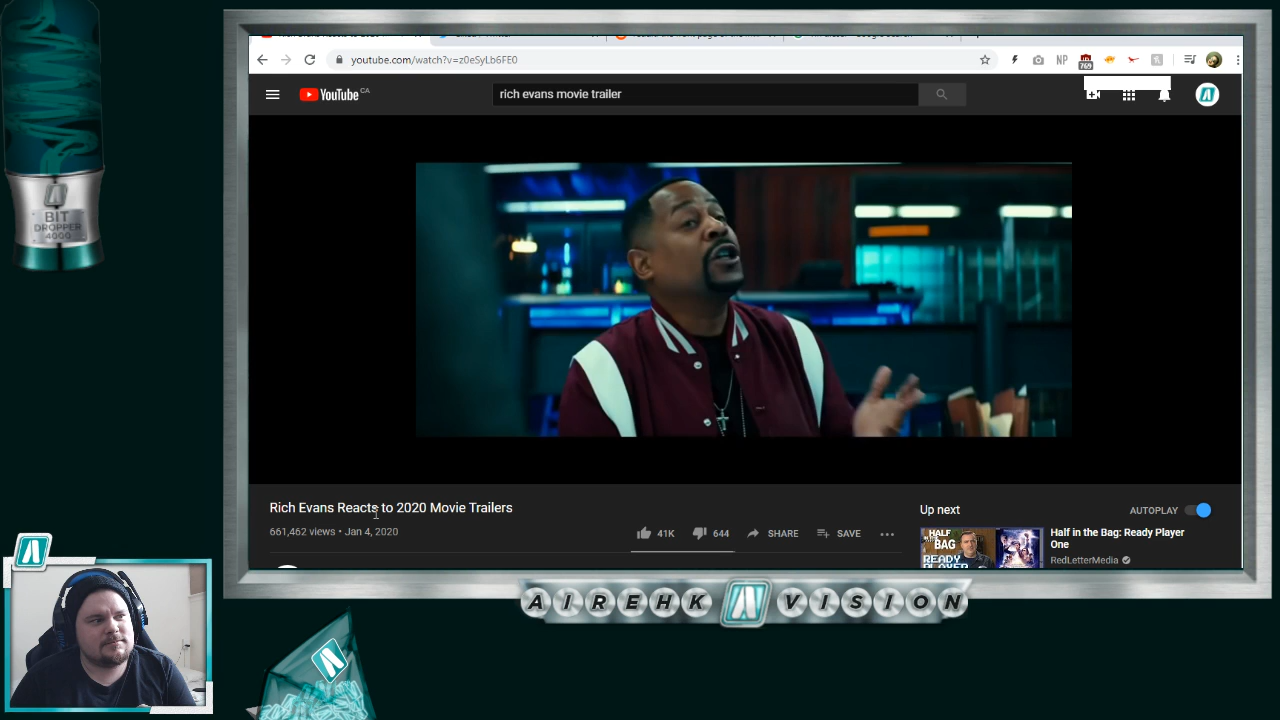 BIT
DROPPER
4000
youtube.com/watch?v=z0eSyLb6FE0
NP
769
YouTube CA
rich evans movie trailer
Rich Evans Reacts to 2020 Movie Trailers
661,462 views • Jan 4, 2020
41K
644
SHARE
SAVE
Up next
AUTOPLAY
HALF
BAG
READY
PLAYER
Half in the Bag: Ready Player
One
RedLetterMedia
AIREHK VISION